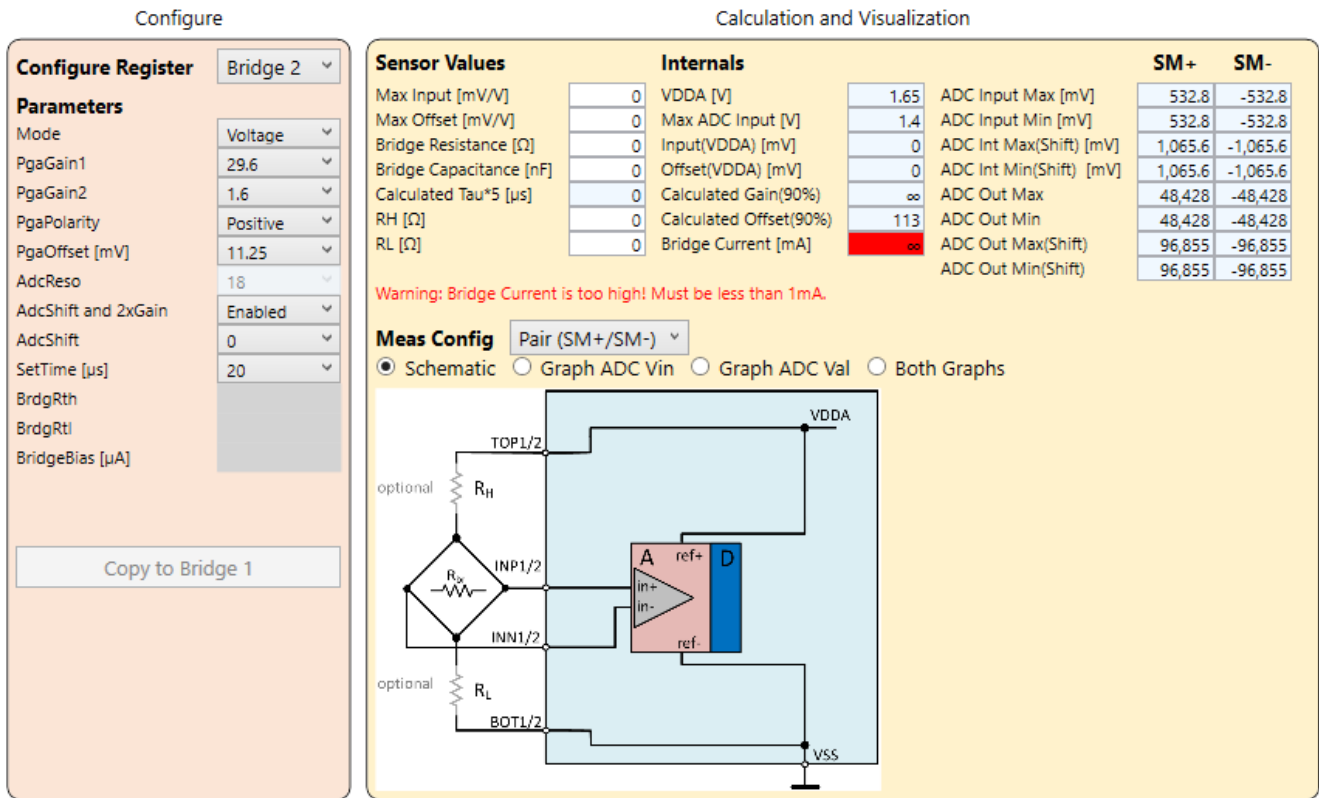 Configure
Calculation and Visualization
Configure Register Bridge 2
Parameters
Mode Voltage
PgaGain1 29.6
PgaGain2 1.6
PgaPolarity Positive
PgaOffset [mV] 11.25
AdcReso 18
AdcShift and 2xGain Enabled
AdcShift 0
SetTime [µs] 20
BrdgRth
BrdgRtl
BridgeBias [µA]
Copy to Bridge 1
Sensor Values Internals SM+ SM-
Max Input [mV/V] 0 VDDA [V] 1.65 ADC Input Max [mV] 532.8 -532.8
Max Offset [mV/V] 0 Max ADC Input [V] 1.4 ADC Input Min [mV] 532.8 -532.8
Bridge Resistance [Ω] 0 Input(VDDA) [mV] 0 ADC Int Max(Shift) [mV] 1,065.6 -1,065.6
Bridge Capacitance [nF] 0 Offset(VDDA) [mV] 0 ADC Int Min(Shift) [mV] 1,065.6 -1,065.6
Calculated Tau*5 [µs] 0 Calculated Gain(90%) ∞ ADC Out Max 48,428 -48,428
RH [Ω] 0 Calculated Offset(90%) 113 ADC Out Min 48,428 -48,428
RL [Ω] 0 Bridge Current [mA] ∞ ADC Out Max(Shift) 96,855 -96,855
ADC Out Min(Shift) 96,855 -96,855
Warning: Bridge Current is too high! Must be less than 1mA.
Meas Config Pair (SM+/SM-)
Schematic Graph ADC Vin Graph ADC Val Both Graphs
VDDA
TOP1/2
optional RH
A ref+ D
INP1/2
Rbr
in+
in-
INN1/2
ref-
optional RL
BOT1/2
VSS